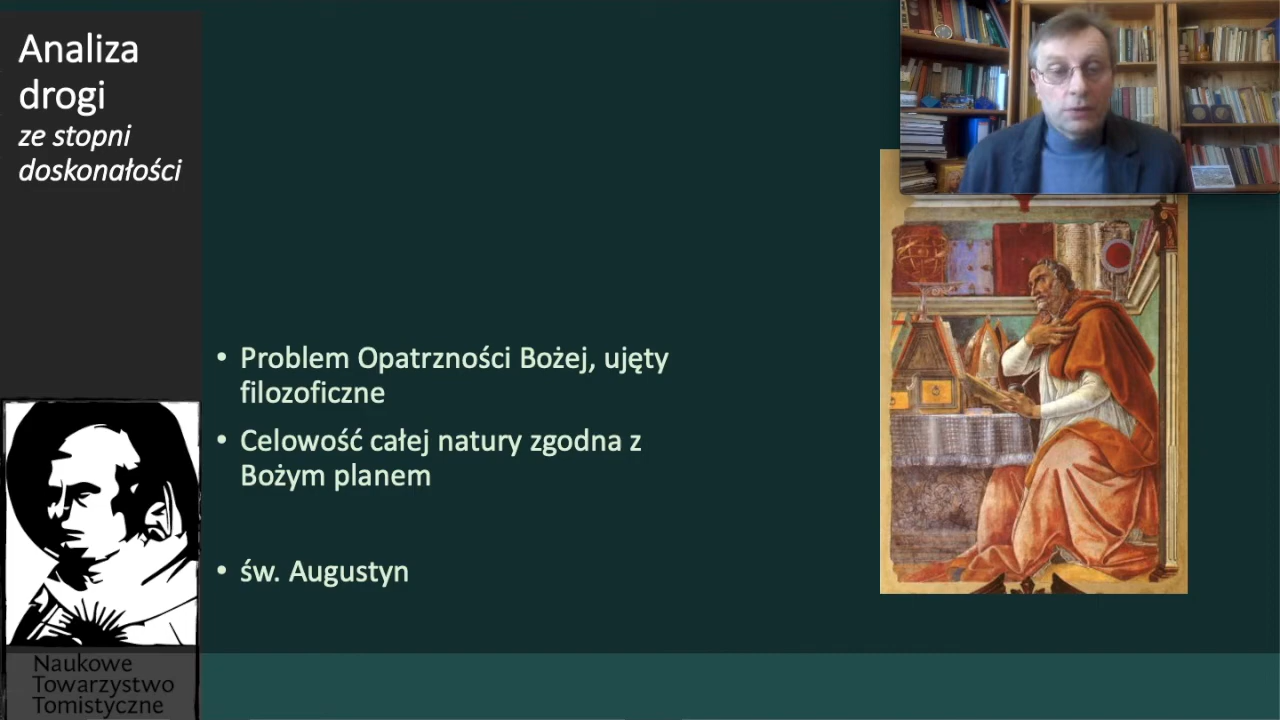 Analiza
drogi
ze stopni
doskonałości
• Problem Opatrzności Bożej, ujęty
filozoficzne
• Celowość całej natury zgodna z
Bożym planem
• św. Augustyn
Naukowe
Towarzystwo
Tomistyczne